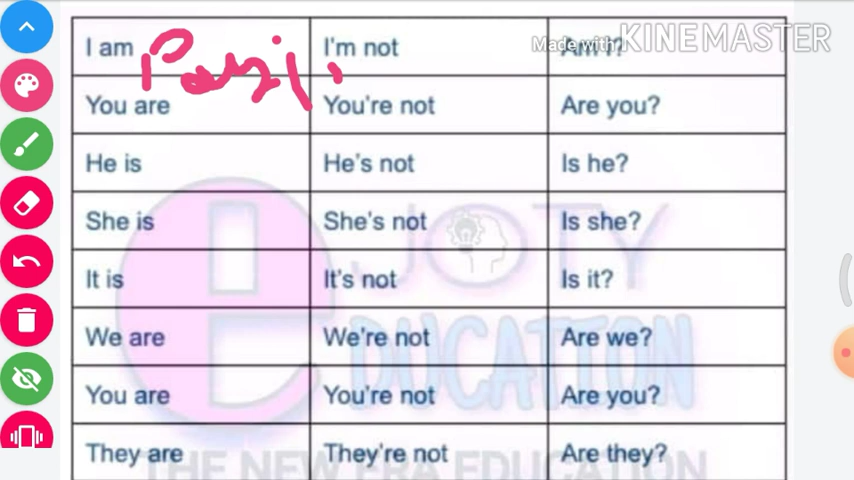 I am I'm not Am I?
Made with KINEMASTER
You are You're not Are you?
He is He's not Is he?
She is She's not Is she?
It is It's not Is it?
e JOTY
EDUCATION
We are We're not Are we?
You are You're not Are you?
They are They're not Are they?
THE NEW ERA EDUCATION